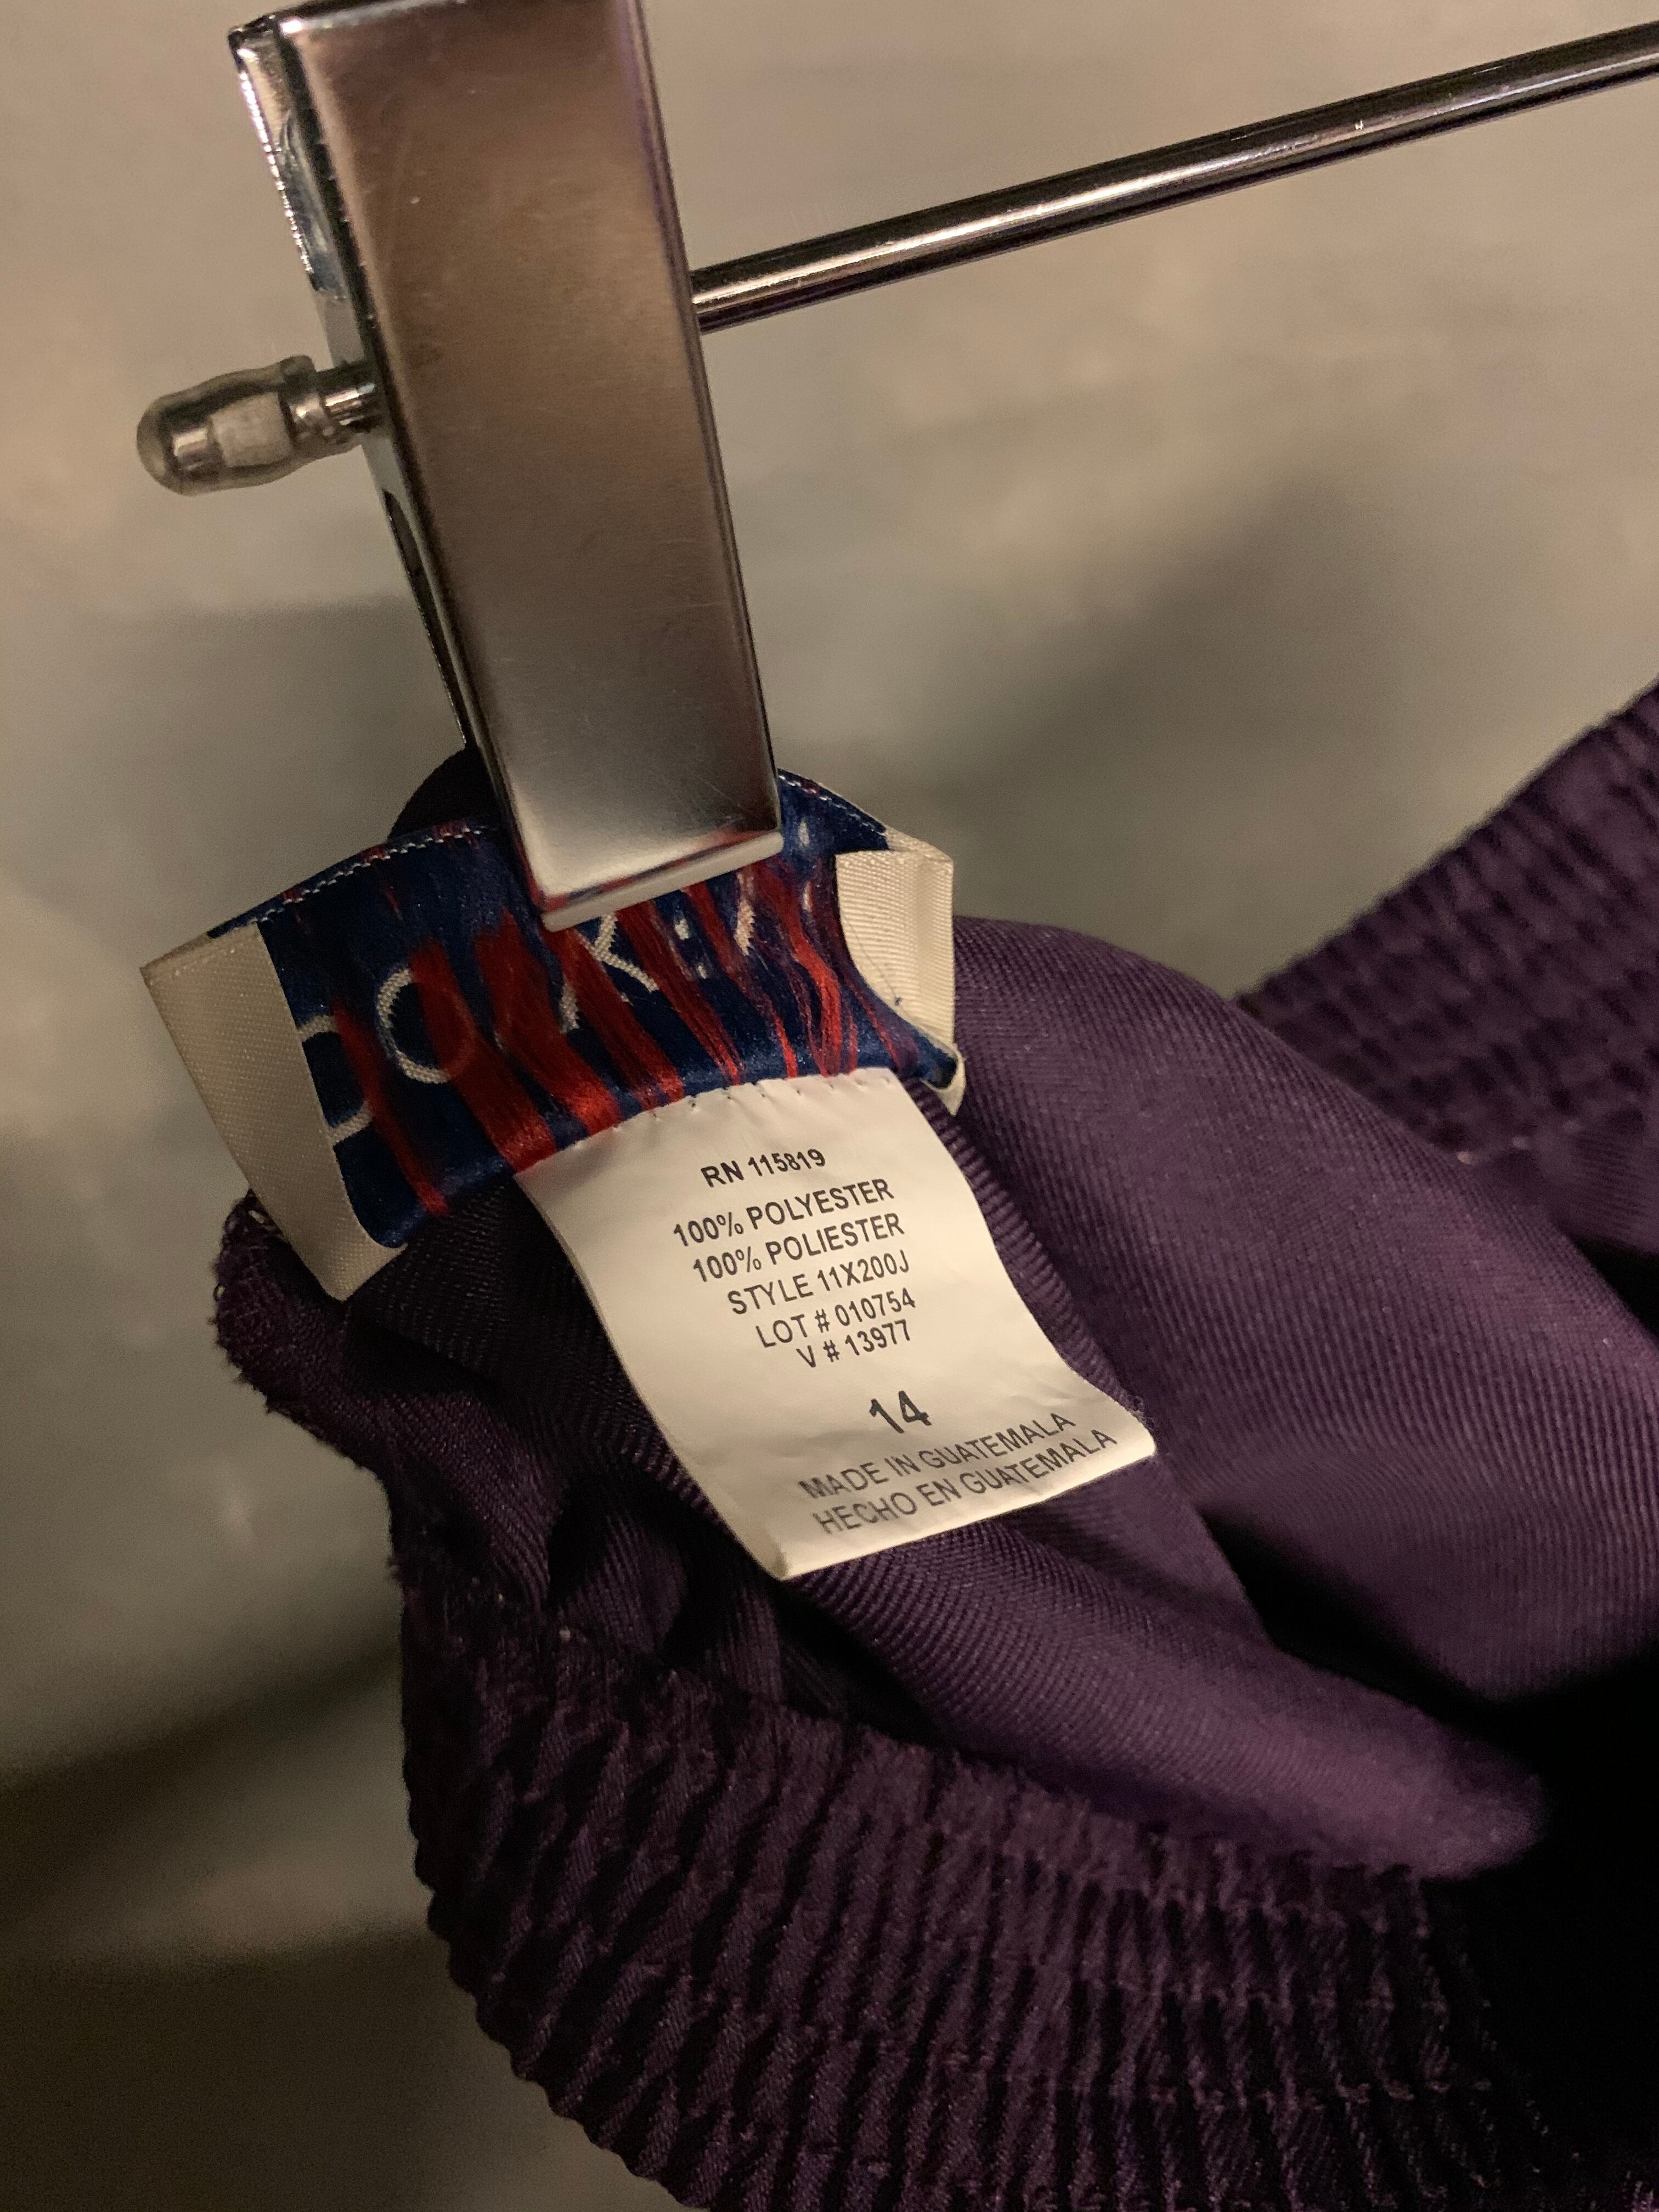 RN 115819
100% POLYESTER
100% POLIESTER
STYLE 11X200J
LOT # 010754
V # 13977
14
MADE IN GUATEMALA
HECHO EN GUATEMALA